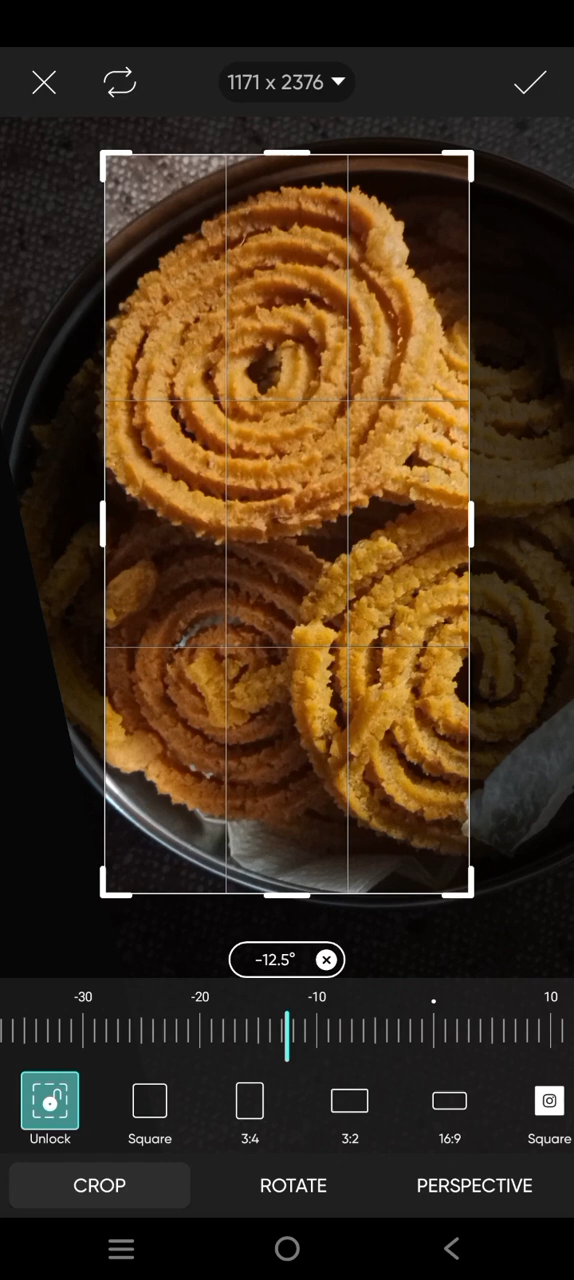 1171 x 2376
-12.5°
-30 -20 -10 10
Unlock Square 3:4 3:2 16:9 Square
CROP ROTATE PERSPECTIVE